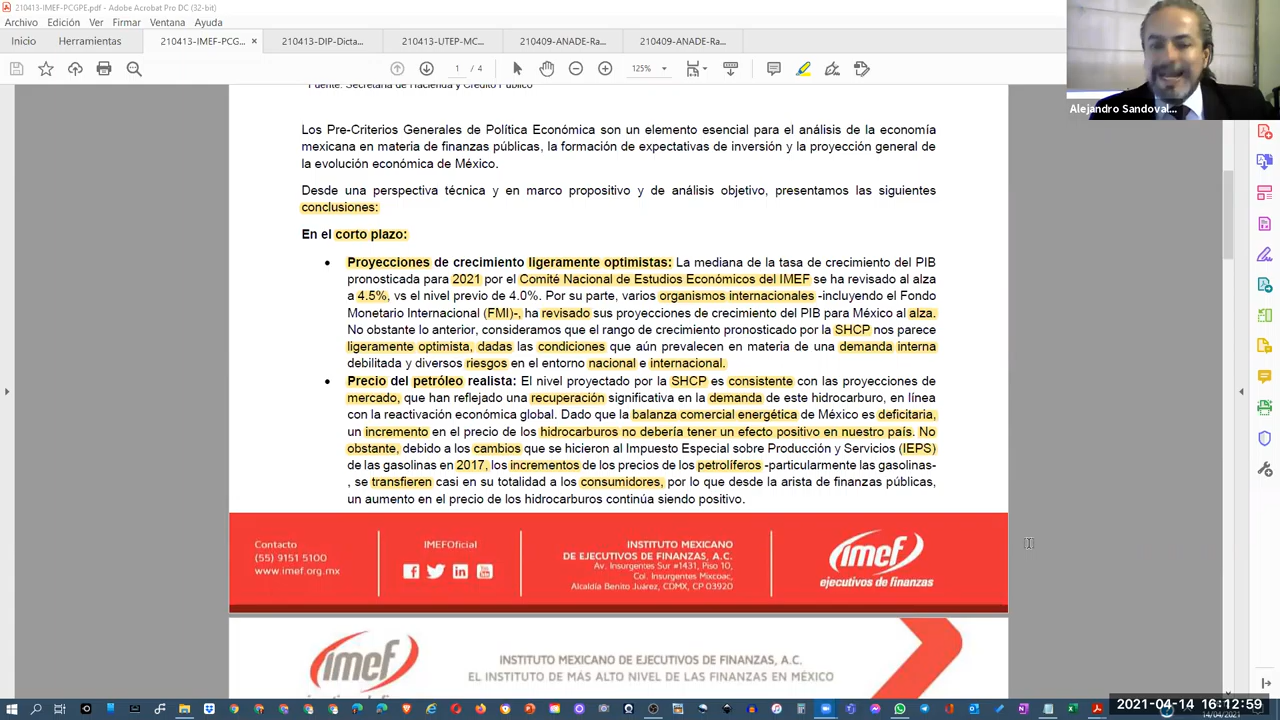 210413-IMEF-PCGPE.pdf - Adobe Acrobat Pro DC (32-bit)
Archivo Edición Ver Firmar Ventana Ayuda
Inicio Herramientas 210413-IMEF-PCG... × 210413-DIP-Dicta... 210413-UTEP-MC... 210409-ANADE-Ra... 210409-ANADE-Ra...
1 / 4 125%
Alejandro Sandoval...
Fuente: Secretaría de Hacienda y Crédito Público
Los Pre-Criterios Generales de Política Económica son un elemento esencial para el análisis de la economía
mexicana en materia de finanzas públicas, la formación de expectativas de inversión y la proyección general de
la evolución económica de México.
Desde una perspectiva técnica y en marco propositivo y de análisis objetivo, presentamos las siguientes
conclusiones:
En el corto plazo:
• Proyecciones de crecimiento ligeramente optimistas: La mediana de la tasa de crecimiento del PIB
pronosticada para 2021 por el Comité Nacional de Estudios Económicos del IMEF se ha revisado al alza
a 4.5%, vs el nivel previo de 4.0%. Por su parte, varios organismos internacionales -incluyendo el Fondo
Monetario Internacional (FMI)-, ha revisado sus proyecciones de crecimiento del PIB para México al alza.
No obstante lo anterior, consideramos que el rango de crecimiento pronosticado por la SHCP nos parece
ligeramente optimista, dadas las condiciones que aún prevalecen en materia de una demanda interna
debilitada y diversos riesgos en el entorno nacional e internacional.
• Precio del petróleo realista: El nivel proyectado por la SHCP es consistente con las proyecciones de
mercado, que han reflejado una recuperación significativa en la demanda de este hidrocarburo, en línea
con la reactivación económica global. Dado que la balanza comercial energética de México es deficitaria,
un incremento en el precio de los hidrocarburos no debería tener un efecto positivo en nuestro país. No
obstante, debido a los cambios que se hicieron al Impuesto Especial sobre Producción y Servicios (IEPS)
de las gasolinas en 2017, los incrementos de los precios de los petrolíferos -particularmente las gasolinas-
, se transfieren casi en su totalidad a los consumidores, por lo que desde la arista de finanzas públicas,
un aumento en el precio de los hidrocarburos continúa siendo positivo.
Contacto
(55) 9151 5100
www.imef.org.mx
IMEFOficial
INSTITUTO MEXICANO
DE EJECUTIVOS DE FINANZAS, A.C.
Av. Insurgentes Sur #1431, Piso 10,
Col. Insurgentes Mixcoac,
Alcaldía Benito Juárez, CDMX, CP 03920
imef
ejecutivos de finanzas
imef
INSTITUTO MEXICANO DE EJECUTIVOS DE FINANZAS, A.C.
EL INSTITUTO DE MÁS ALTO NIVEL DE LAS FINANZAS EN MÉXICO
2021-04-14 16:12:59
14/04/2021